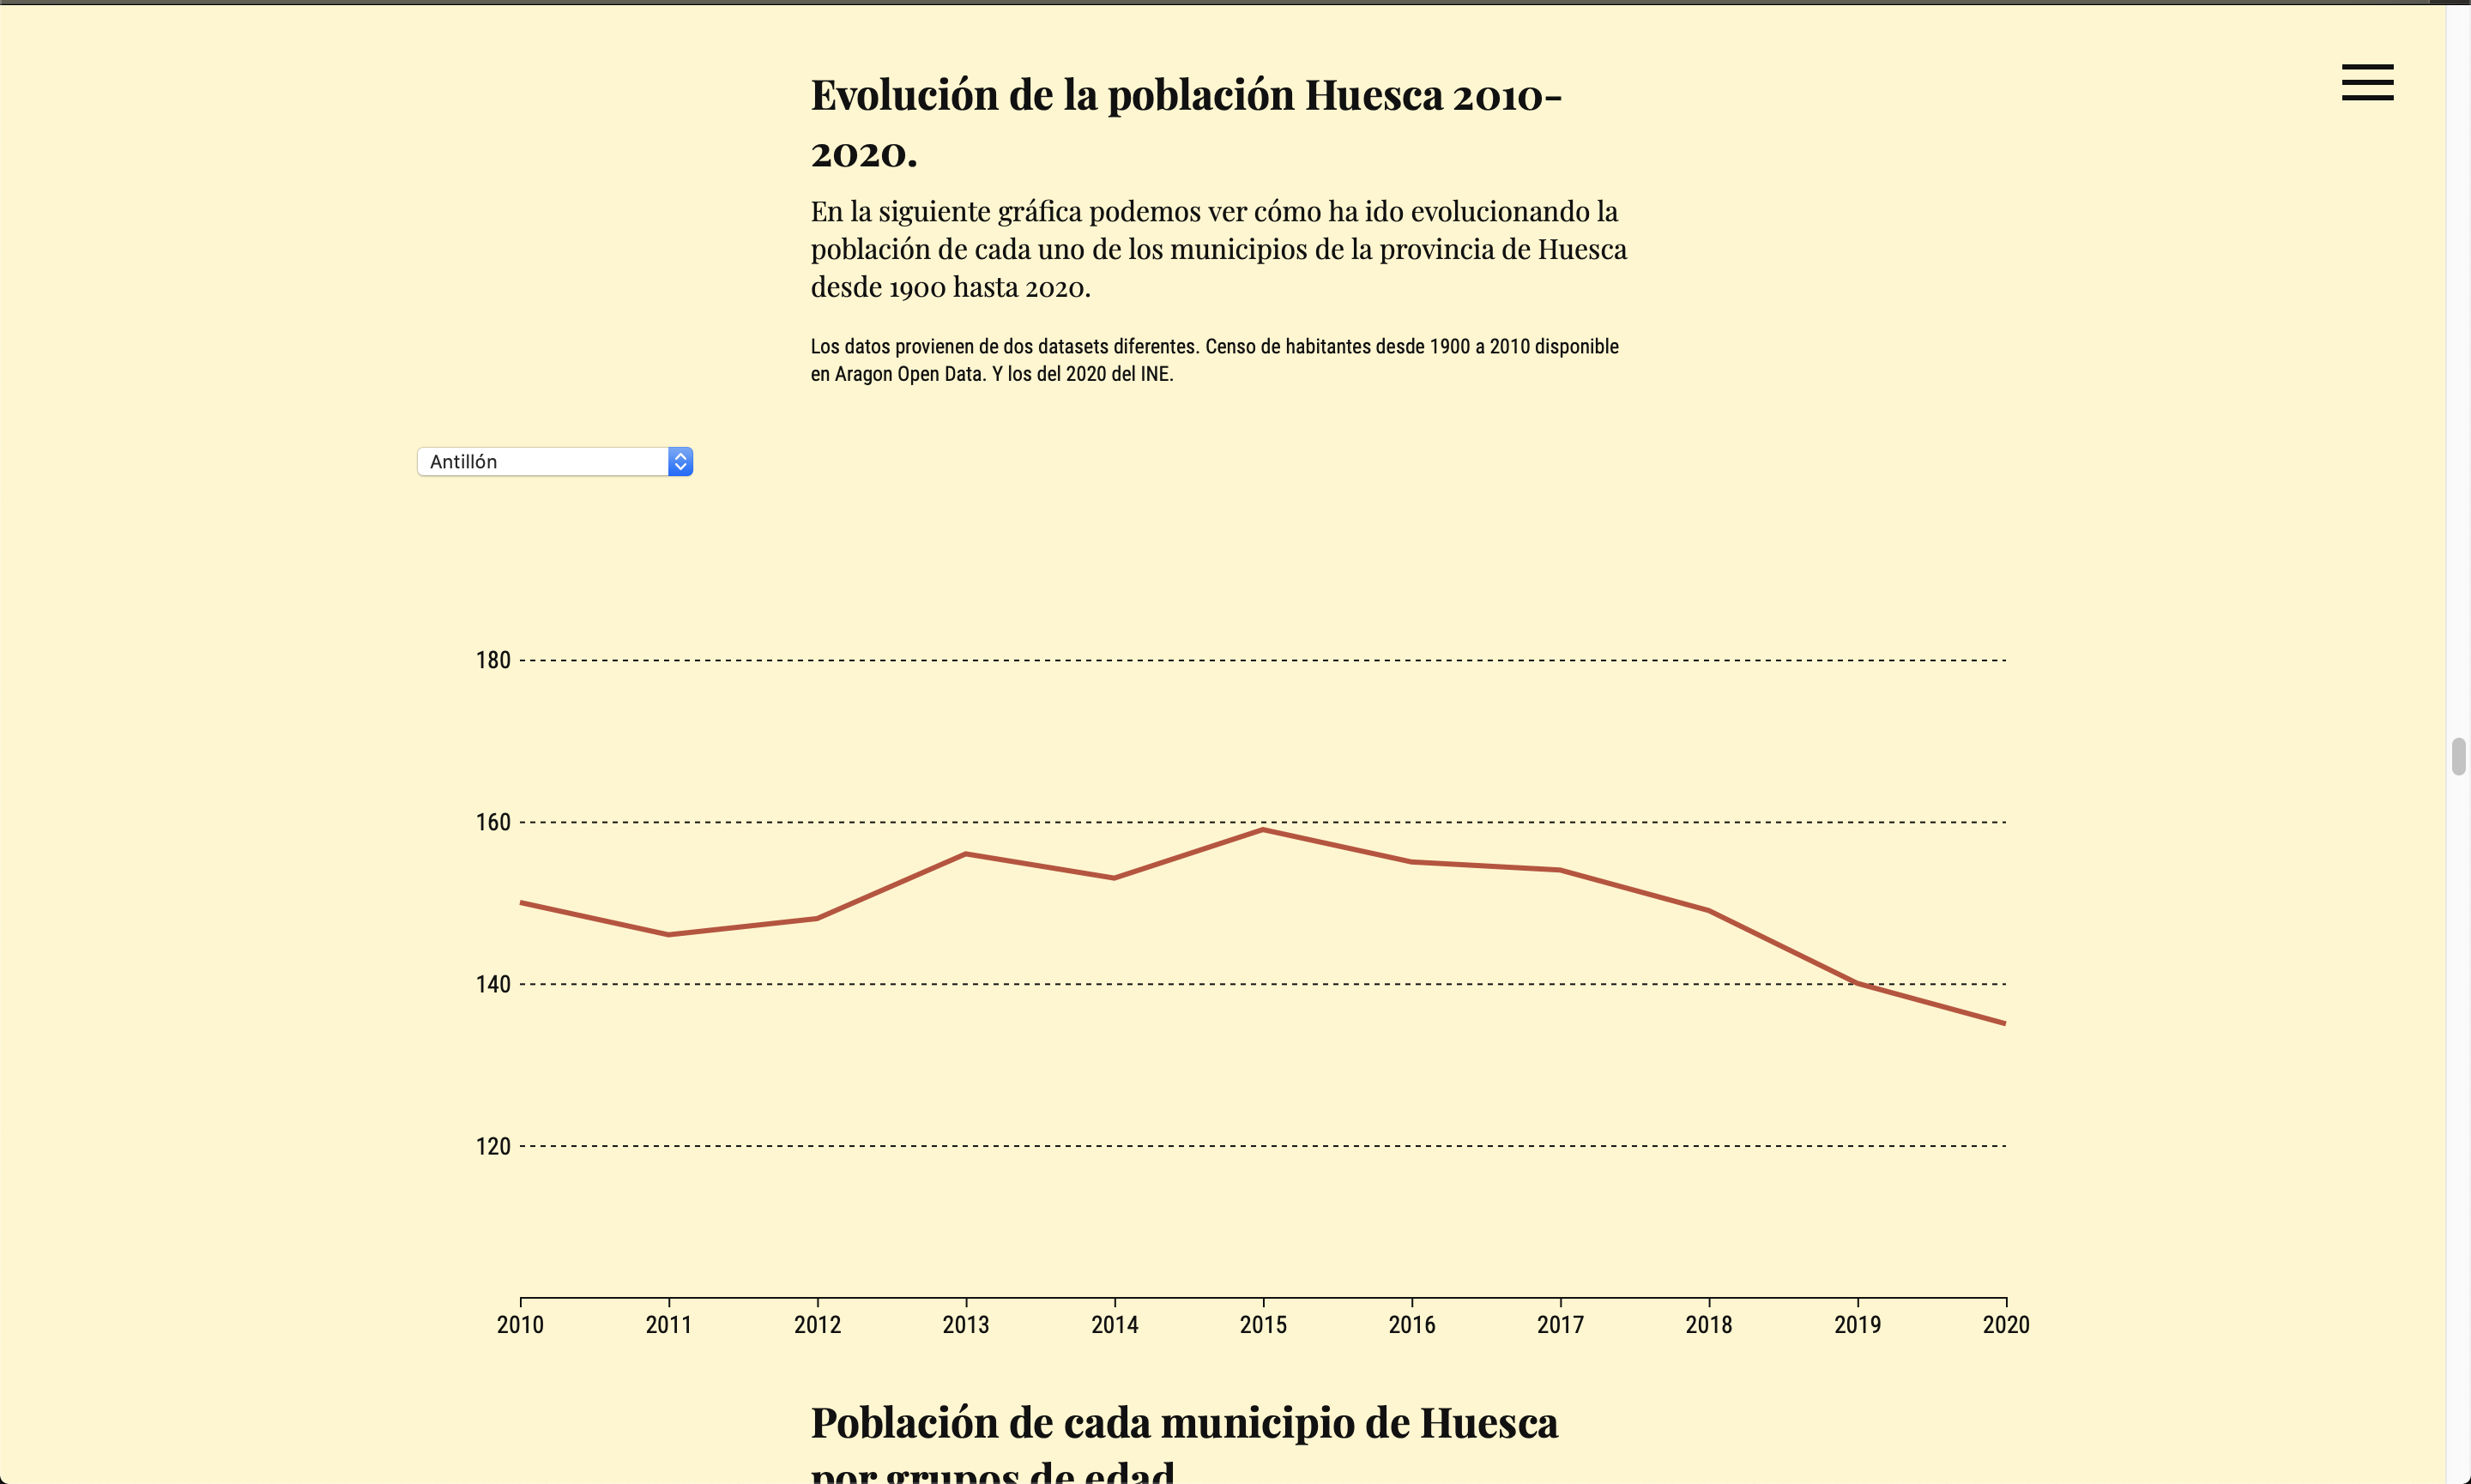 Evolución de la población Huesca 2010-
2020.
En la siguiente gráfica podemos ver cómo ha ido evolucionando la
población de cada uno de los municipios de la provincia de Huesca
desde 1900 hasta 2020.
Los datos provienen de dos datasets diferentes. Censo de habitantes desde 1900 a 2010 disponible
en Aragon Open Data. Y los del 2020 del INE.
Antillón
180
160
140
120
2010 2011 2012 2013 2014 2015 2016 2017 2018 2019 2020
Población de cada municipio de Huesca
por grupos de edad